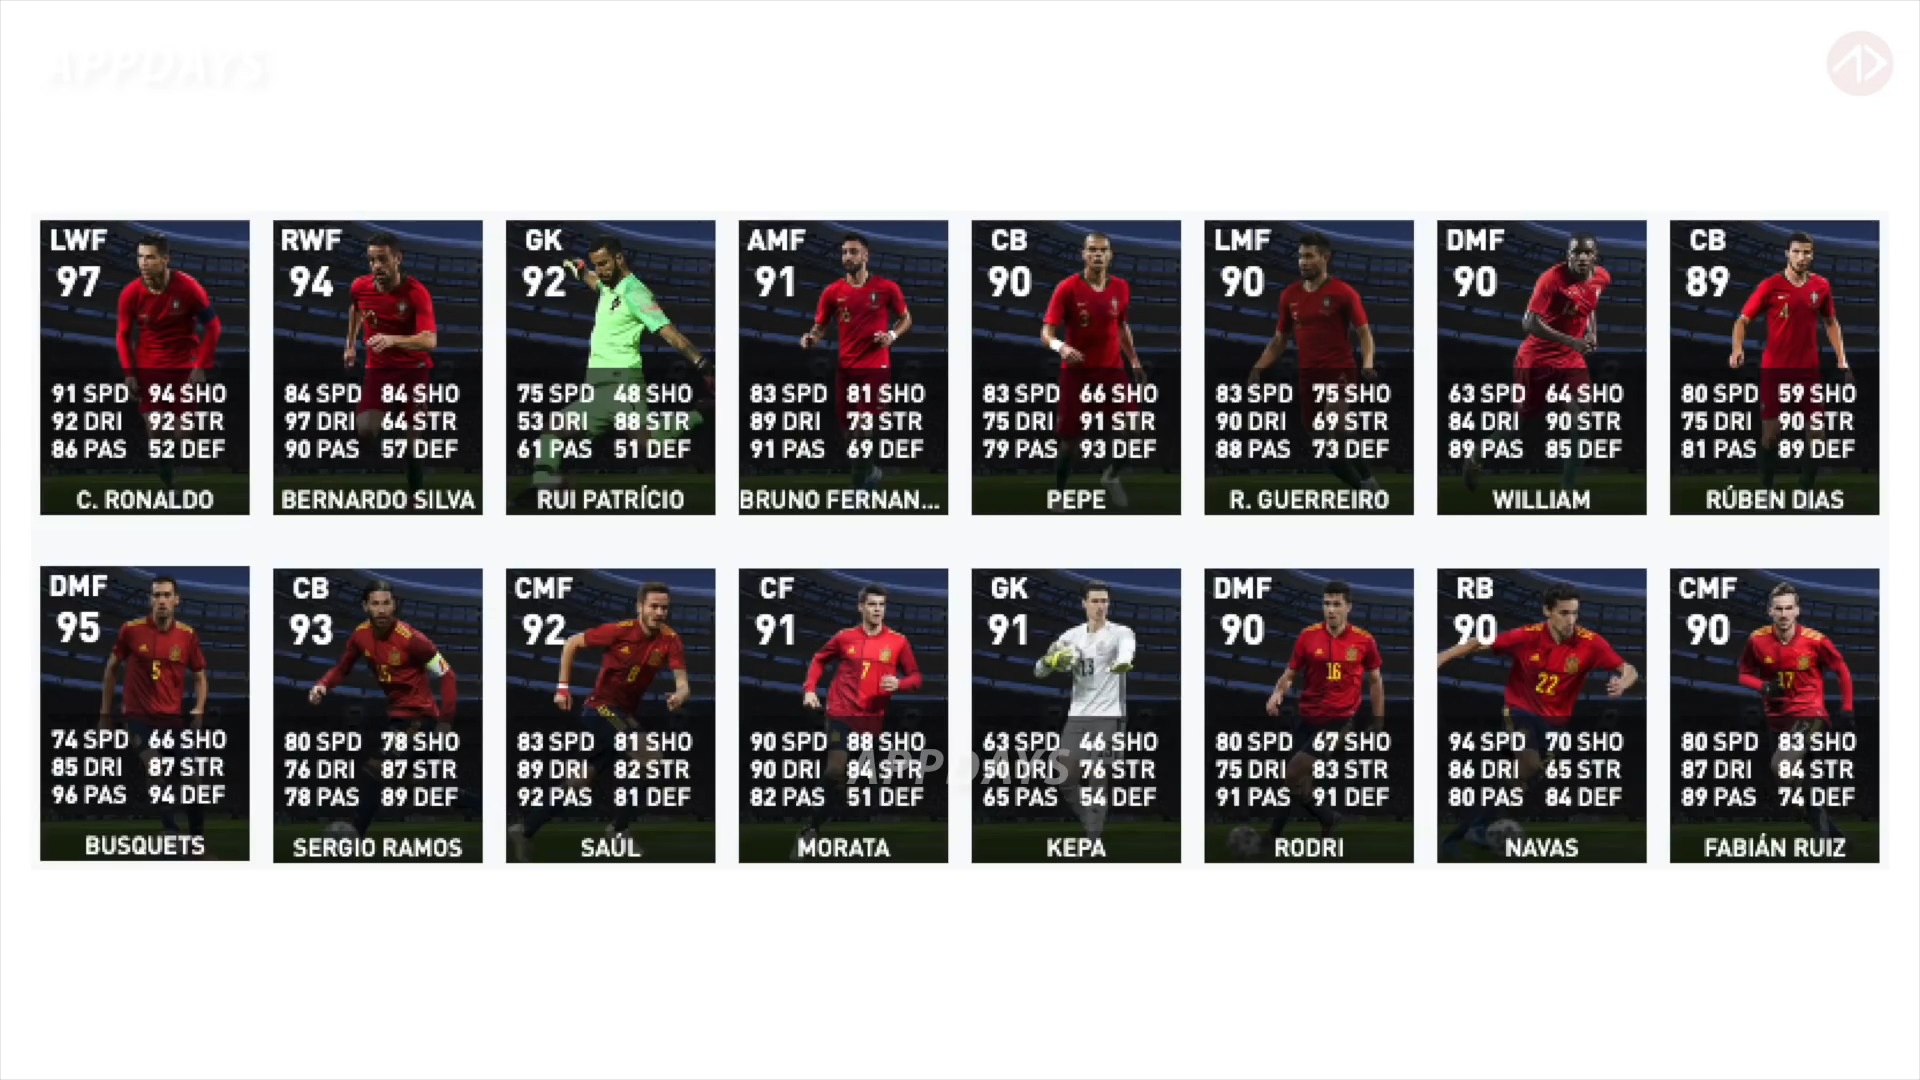 APPDAYS
LWF
97
91 SPD 94 SHO
92 DRI 92 STR
86 PAS 52 DEF
C. RONALDO
RWF
94
84 SPD 84 SHO
97 DRI 64 STR
90 PAS 57 DEF
BERNARDO SILVA
GK
92
75 SPD 48 SHO
53 DRI 88 STR
61 PAS 51 DEF
RUI PATRÍCIO
AMF
91
83 SPD 81 SHO
89 DRI 73 STR
91 PAS 69 DEF
BRUNO FERNAN...
CB
90
83 SPD 66 SHO
75 DRI 91 STR
79 PAS 93 DEF
PEPE
LMF
90
83 SPD 75 SHO
90 DRI 69 STR
88 PAS 73 DEF
R. GUERREIRO
DMF
90
63 SPD 64 SHO
84 DRI 90 STR
89 PAS 85 DEF
WILLIAM
CB
89
4
80 SPD 59 SHO
75 DRI 90 STR
81 PAS 89 DEF
RÚBEN DIAS
DMF
95
5
74 SPD 66 SHO
85 DRI 87 STR
96 PAS 94 DEF
BUSQUETS
CB
93
15
80 SPD 78 SHO
76 DRI 87 STR
78 PAS 89 DEF
SERGIO RAMOS
CMF
92
8
83 SPD 81 SHO
89 DRI 82 STR
92 PAS 81 DEF
SAÚL
CF
91
7
90 SPD 88 SHO
90 DRI 84 STR
82 PAS 51 DEF
MORATA
APPDAYS
GK
91
13
63 SPD 46 SHO
50 DRI 76 STR
65 PAS 54 DEF
KEPA
DMF
90
16
80 SPD 67 SHO
75 DRI 83 STR
91 PAS 91 DEF
RODRI
RB
90
22
94 SPD 70 SHO
86 DRI 65 STR
80 PAS 84 DEF
NAVAS
CMF
90
17
80 SPD 83 SHO
87 DRI 84 STR
89 PAS 74 DEF
FABIÁN RUIZ